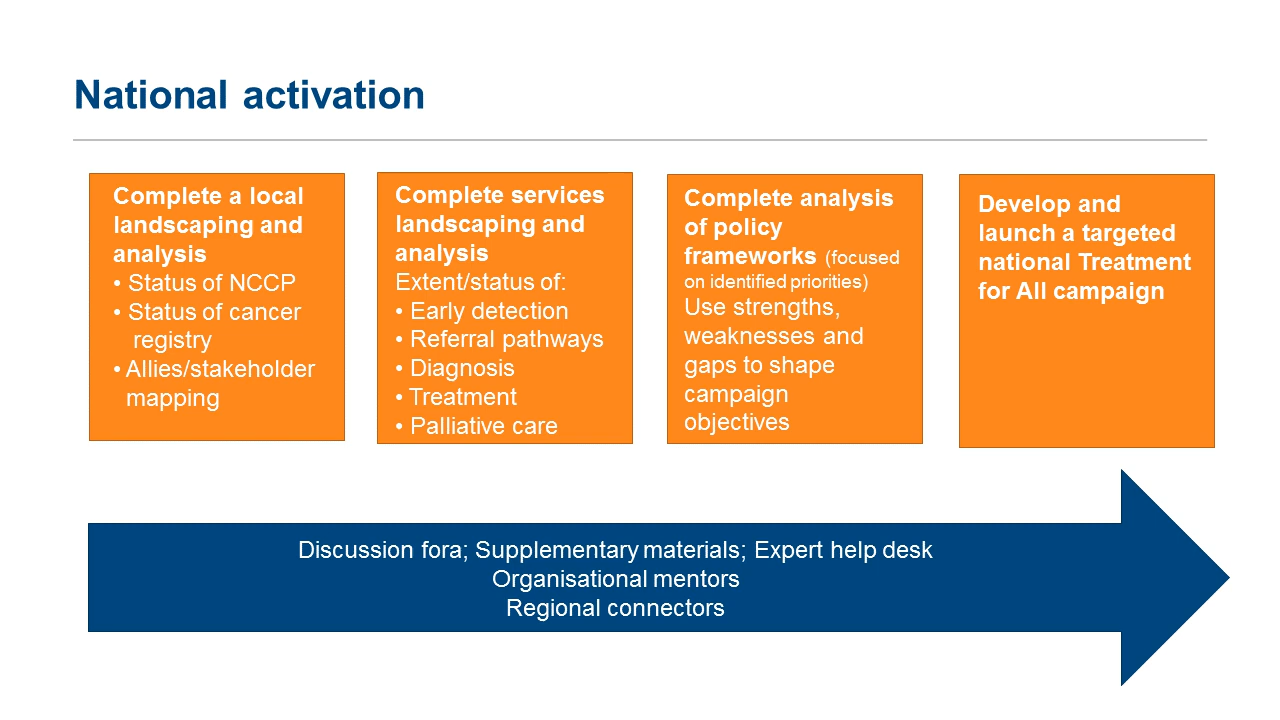 National activation
Complete a local
landscaping and
analysis
• Status of NCCP
• Status of cancer
registry
• Allies/stakeholder
mapping
Complete services
landscaping and
analysis
Extent/status of:
• Early detection
• Referral pathways
• Diagnosis
• Treatment
• Palliative care
Complete analysis
of policy
frameworks (focused
on identified priorities)
Use strengths,
weaknesses and
gaps to shape
campaign
objectives
Develop and
launch a targeted
national Treatment
for All campaign
Discussion fora; Supplementary materials; Expert help desk
Organisational mentors
Regional connectors